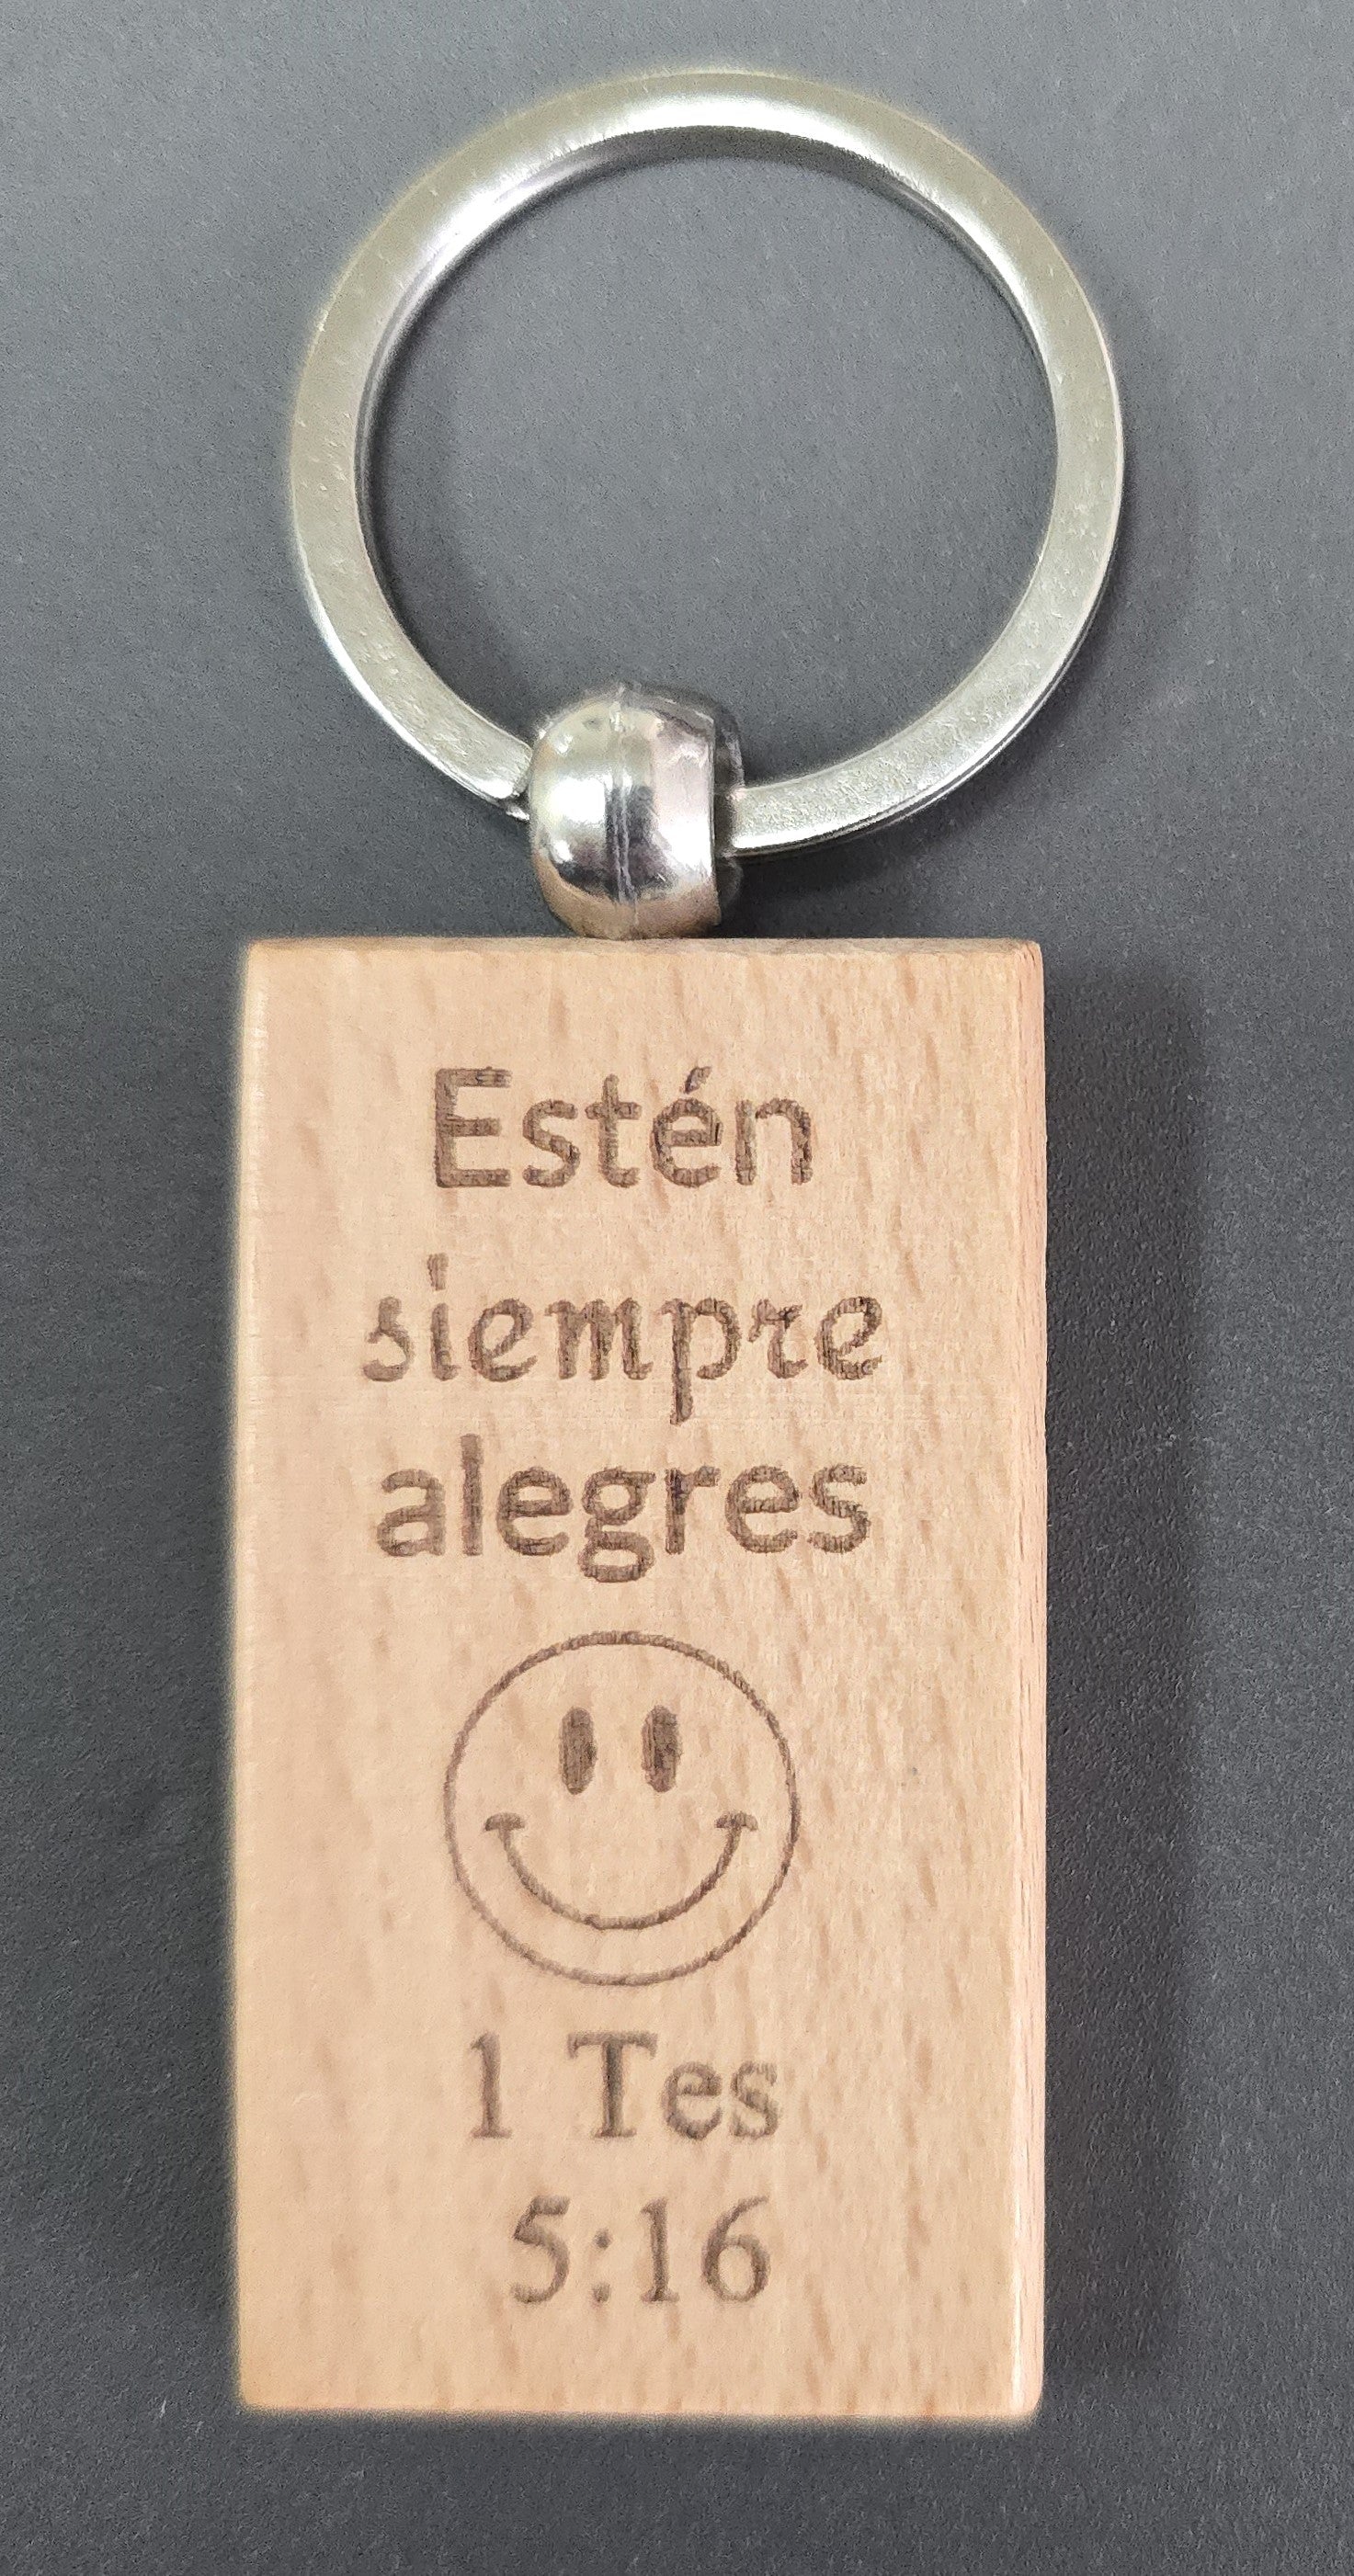 Estén
siempre
alegres
1 Tes
5:16